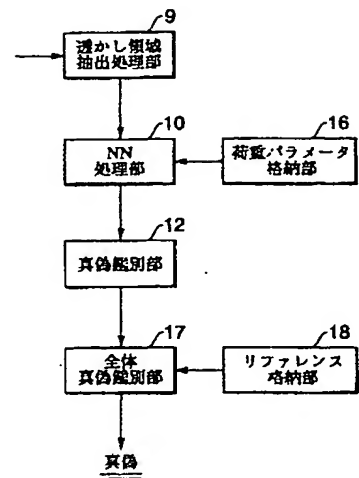 9
透かし領域
抽出処理部
10
16
NN
処理部
荷重パラメータ
格納部
12
真偽鑑別部
17
18
全体
真偽鑑別部
リファレンス
格納部
真偽